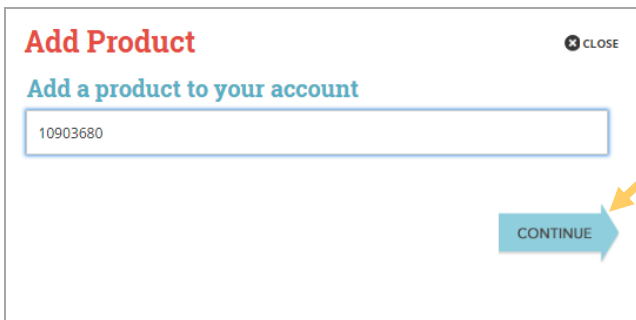 Add Product
CLOSE
Add a product to your account
10903680
CONTINUE